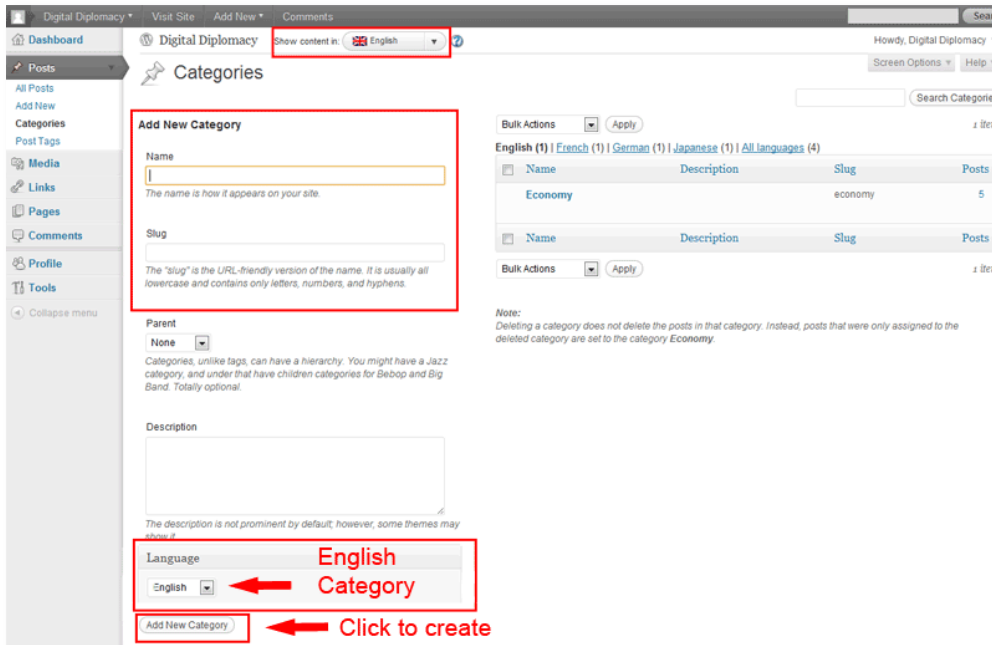 Digital Diplomacy Visit Site Add New Comments
Dashboard
Posts
All Posts
Add New
Categories
Post Tags
Media
Links
Pages
Comments
Profile
Tools
Collapse menu
Digital Diplomacy Show content in: English ?
Howdy, Digital Diplomacy
Screen Options Help
Categories
Add New Category
Name
The name is how it appears on your site.
Slug
The "slug" is the URL-friendly version of the name. It is usually all
lowercase and contains only letters, numbers, and hyphens.
Parent
None
Categories, unlike tags, can have a hierarchy. You might have a Jazz
category, and under that have children categories for Bebop and Big
Band. Totally optional.
Description
The description is not prominent by default; however, some themes may
show it.
Language
English
English
Category
Add New Category
Click to create
Search Categorie
Bulk Actions Apply 1 ite
English (1) | French (1) | German (1) | Japanese (1) | All languages (4)
Name Description Slug Posts
Economy economy 5
Name Description Slug Posts
Bulk Actions Apply 1 ite
Note:
Deleting a category does not delete the posts in that category. Instead, posts that were only assigned to the
deleted category are set to the category Economy.